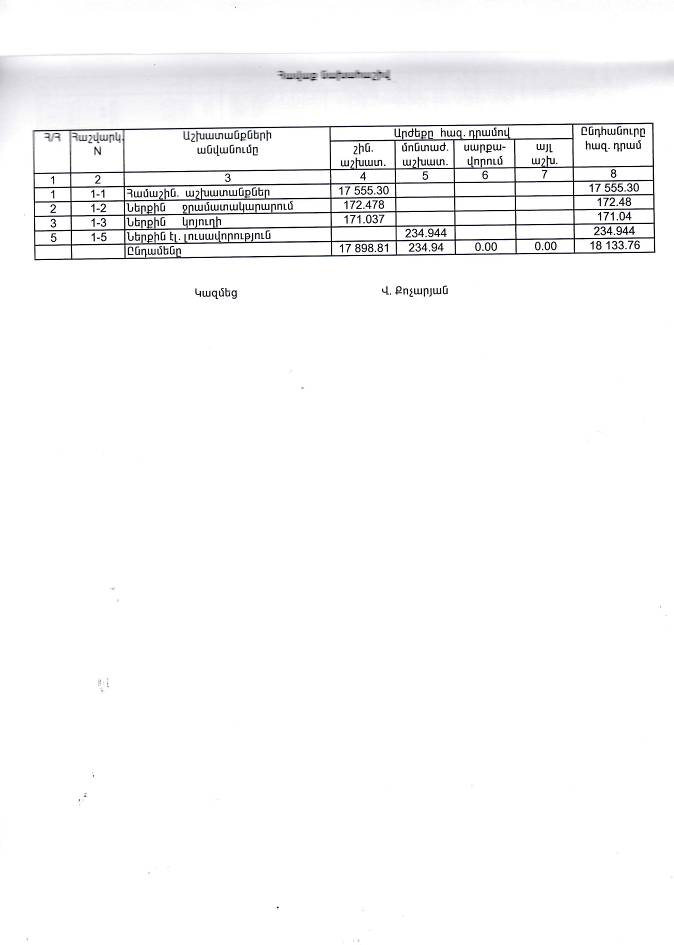 Հավաք նախահաշիվ
Հ/Հ Հաշվարկ. N Աշխատանքների անվանումը Արժեքը հազ. դրամով Ընդհանուրը հազ. դրամ
շին. աշխատ. մոնտաժ. աշխատ. սարքա-վորում այլ աշխ.
1 2 3 4 5 6 7 8
1 1-1 Համաշին. աշխատանքներ 17 555.30 17 555.30
2 1-2 Ներքին ջրամատակարարում 172.478 172.48
3 1-3 Ներքին կոյուղի 171.037 171.04
5 1-5 Ներքին էլ. լուսավորություն 234.944 234.944
Ընդամենը 17 898.81 234.94 0.00 0.00 18 133.76
Կազմեց Վ. Քոչարյան